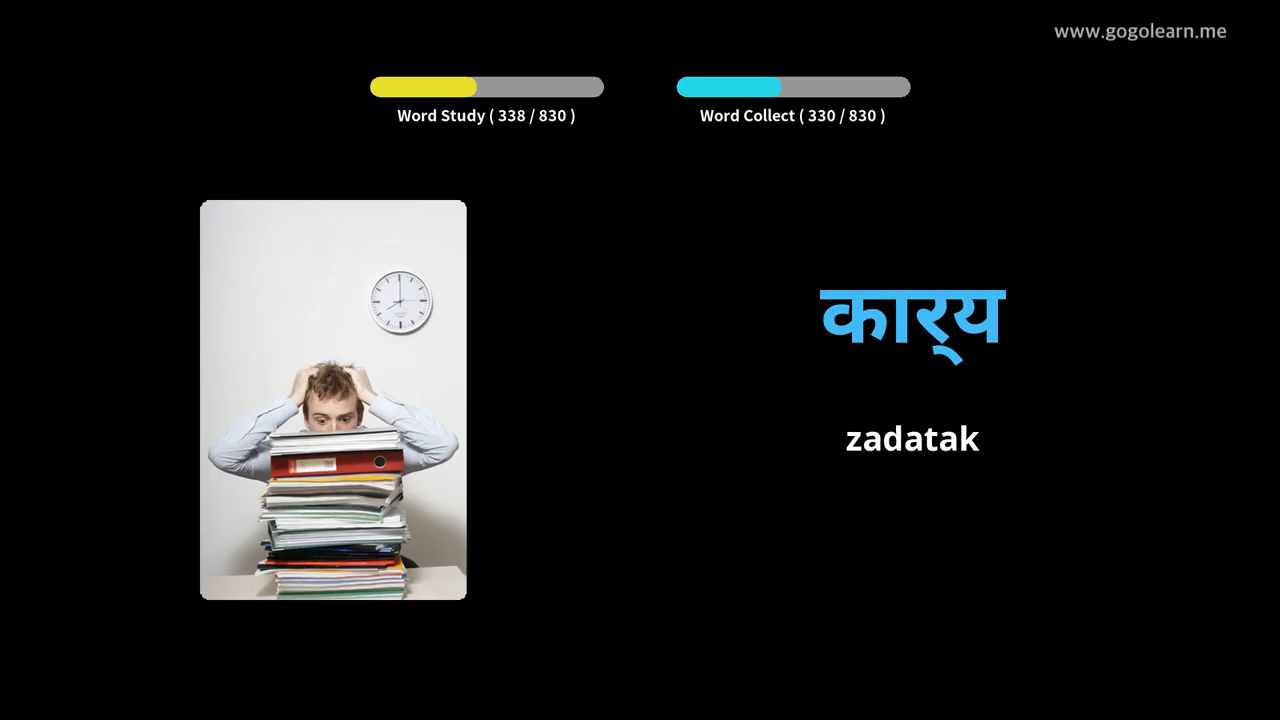 www.gogolearn.me
Word Study ( 338 / 830 )
Word Collect ( 330 / 830 )
कार्य
zadatak